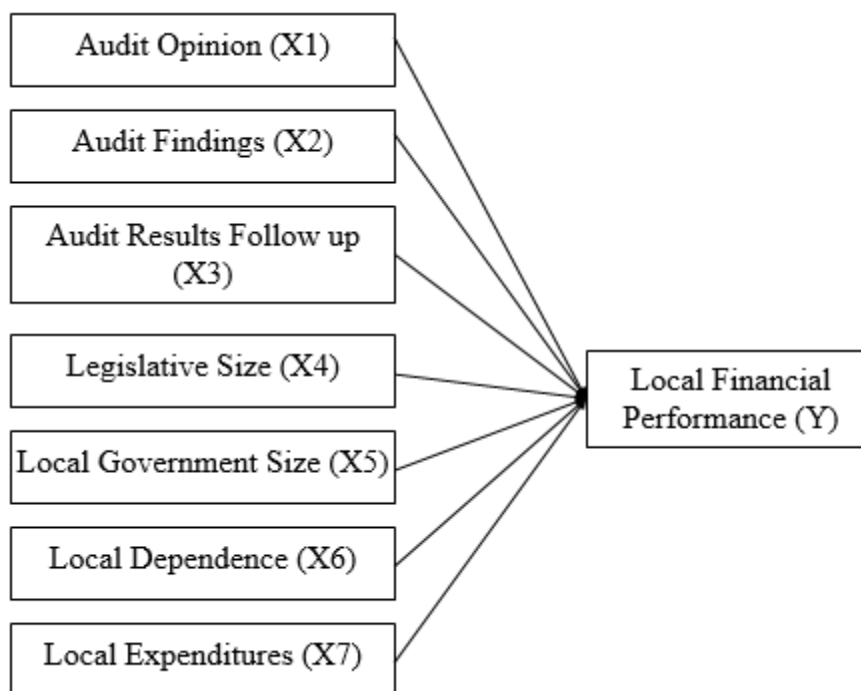 Audit Opinion (X1)
Audit Findings (X2)
Audit Results Follow up
(X3)
Legislative Size (X4)
Local Government Size (X5)
Local Dependence (X6)
Local Expenditures (X7)
Local Financial
Performance (Y)